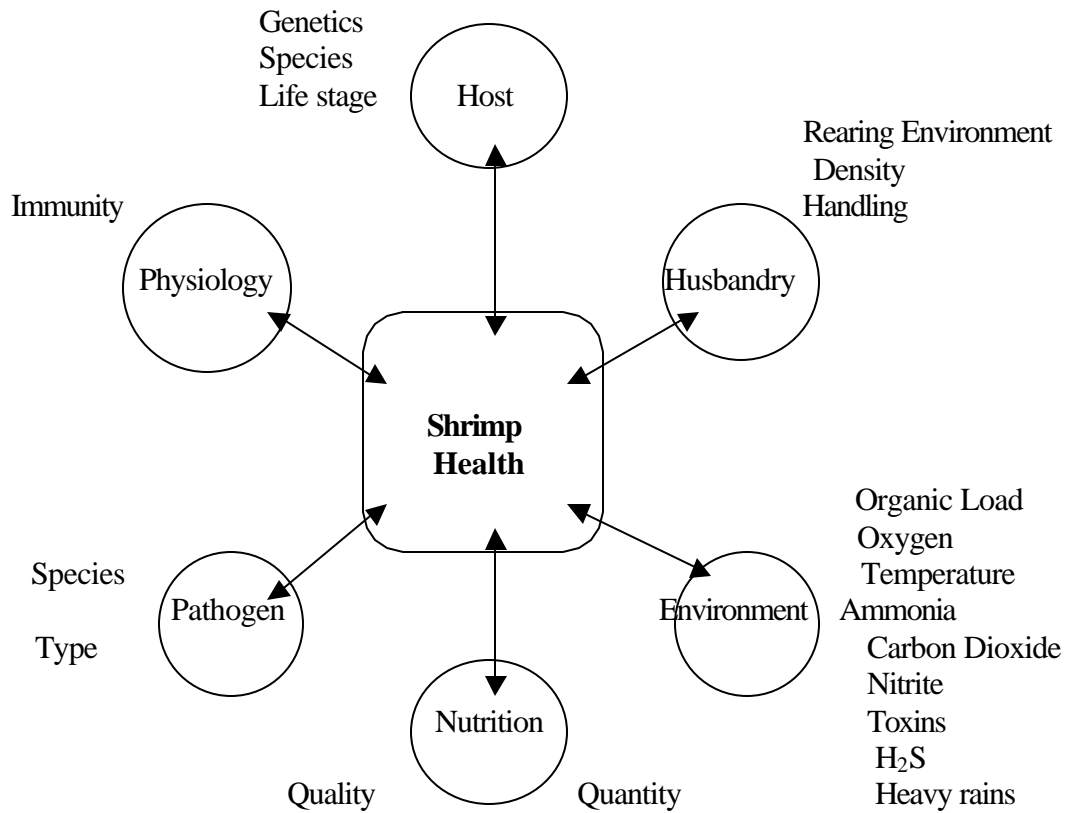 Genetics
Species
Life stage
Host
Rearing Environment
Density
Handling
Immunity
Physiology
Husbandry
Shrimp
Health
Organic Load
Oxygen
Temperature
Ammonia
Carbon Dioxide
Nitrite
Toxins
H₂S
Heavy rains
Environment
Species
Type
Pathogen
Nutrition
Quality
Quantity